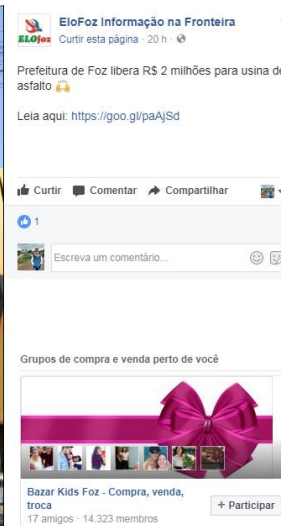 EloFoz Informação na Fronteira
ELOfoz
Curtir esta página · 20 h ·
Prefeitura de Foz libera R$ 2 milhões para usina de
asfalto
Leia aqui: https://goo.gl/paAjSd
Curtir Comentar Compartilhar
1
Escreva um comentário...
Grupos de compra e venda perto de você
Bazar Kids Foz - Compra, venda,
troca
17 amigos · 14.323 membros
+ Participar